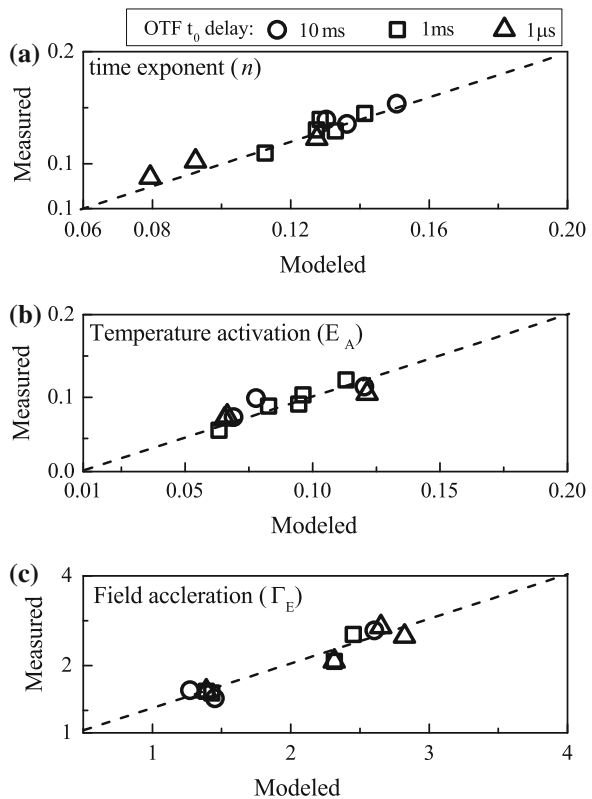 OTF t0 delay: 10 ms 1ms 1μs
(a)
time exponent (n)
0.2
0.1
0.1
Measured
0.06 0.08 0.12 0.16 0.20
Modeled
(b)
Temperature activation (E A)
0.2
0.1
0.0
Measured
0.01 0.05 0.10 0.15 0.20
Modeled
(c)
Field accleration (ΓE)
4
2
1
Measured
1 2 3 4
Modeled